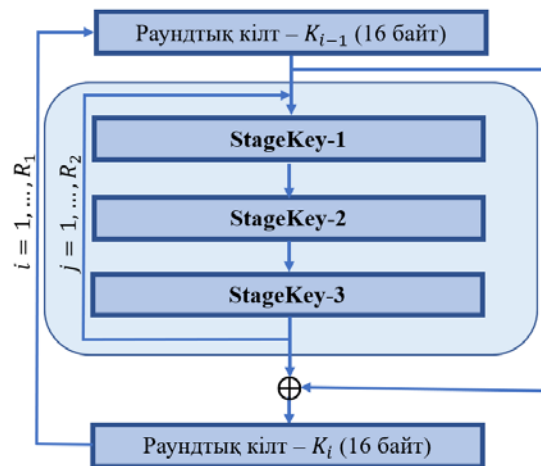 Раундтық кілт – K_{i−1} (16 байт)
i = 1, ..., R_1
j = 1, ..., R_2
StageKey-1
StageKey-2
StageKey-3
Раундтық кілт – K_i (16 байт)